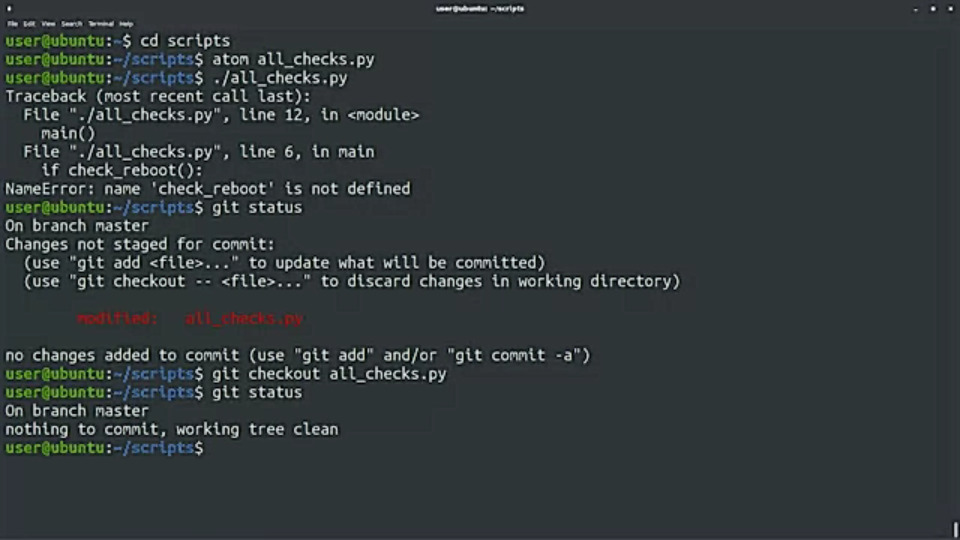 user@ubuntu: ~/scripts
File Edit View Search Terminal Help
user@ubuntu:~$ cd scripts
user@ubuntu:~/scripts$ atom all_checks.py
user@ubuntu:~/scripts$ ./all_checks.py
Traceback (most recent call last):
  File "./all_checks.py", line 12, in <module>
    main()
  File "./all_checks.py", line 6, in main
    if check_reboot():
NameError: name 'check_reboot' is not defined
user@ubuntu:~/scripts$ git status
On branch master
Changes not staged for commit:
  (use "git add <file>..." to update what will be committed)
  (use "git checkout -- <file>..." to discard changes in working directory)
        modified:   all_checks.py
no changes added to commit (use "git add" and/or "git commit -a")
user@ubuntu:~/scripts$ git checkout all_checks.py
user@ubuntu:~/scripts$ git status
On branch master
nothing to commit, working tree clean
user@ubuntu:~/scripts$